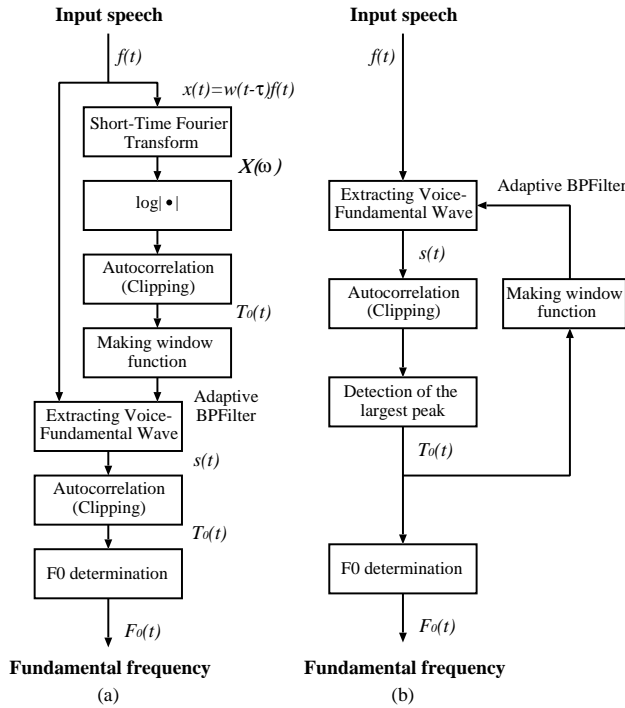 Input speech
f(t)
x(t)=w(t-τ)f(t)
Short-Time Fourier
Transform
X(ω)
log| • |
Autocorrelation
(Clipping)
T0(t)
Making window
function
Adaptive
BPFilter
Extracting Voice-
Fundamental Wave
s(t)
Autocorrelation
(Clipping)
T0(t)
F0 determination
F0(t)
Fundamental frequency
(a)
Input speech
f(t)
Adaptive BPFilter
Extracting Voice-
Fundamental Wave
s(t)
Autocorrelation
(Clipping)
Making window
function
Detection of the
largest peak
T0(t)
F0 determination
F0(t)
Fundamental frequency
(b)